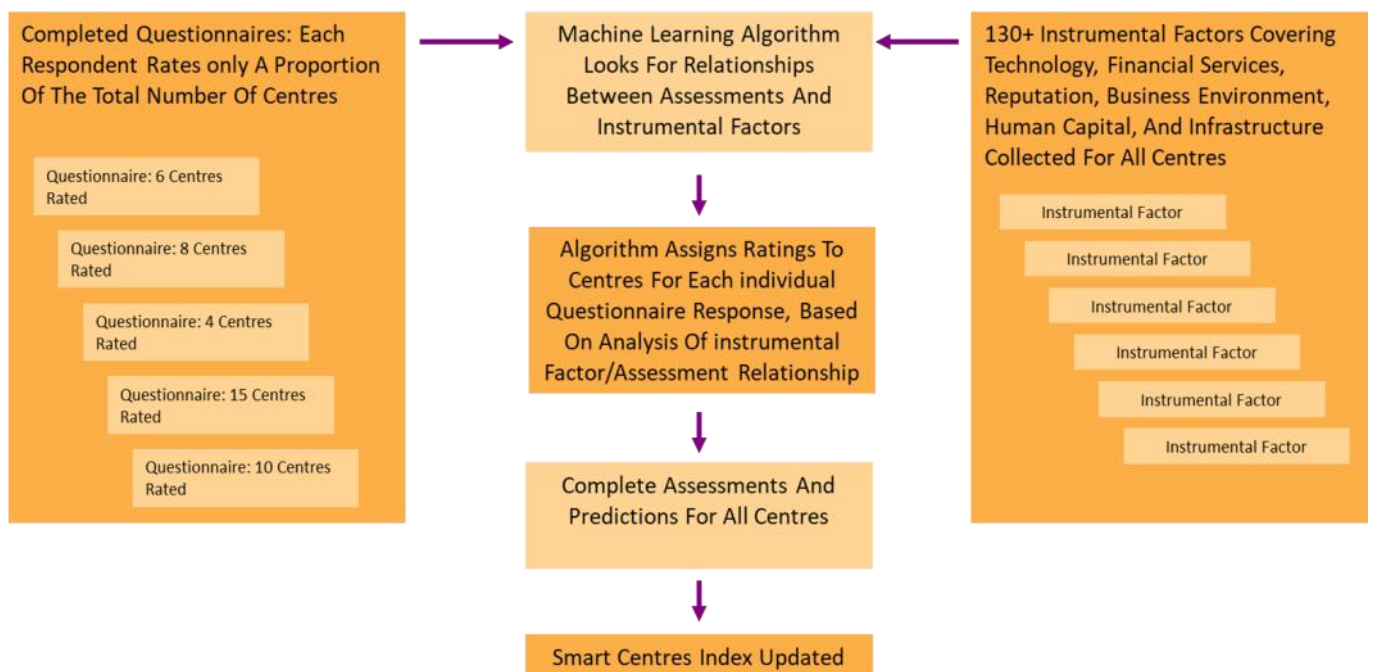 Completed Questionnaires: Each
Respondent Rates only A Proportion
Of The Total Number Of Centres
Questionnaire: 6 Centres
Rated
Questionnaire: 8 Centres
Rated
Questionnaire: 4 Centres
Rated
Questionnaire: 15 Centres
Rated
Questionnaire: 10 Centres
Rated
Machine Learning Algorithm
Looks For Relationships
Between Assessments And
Instrumental Factors
Algorithm Assigns Ratings To
Centres For Each individual
Questionnaire Response, Based
On Analysis Of instrumental
Factor/Assessment Relationship
Complete Assessments And
Predictions For All Centres
Smart Centres Index Updated
130+ Instrumental Factors Covering
Technology, Financial Services,
Reputation, Business Environment,
Human Capital, And Infrastructure
Collected For All Centres
Instrumental Factor
Instrumental Factor
Instrumental Factor
Instrumental Factor
Instrumental Factor
Instrumental Factor